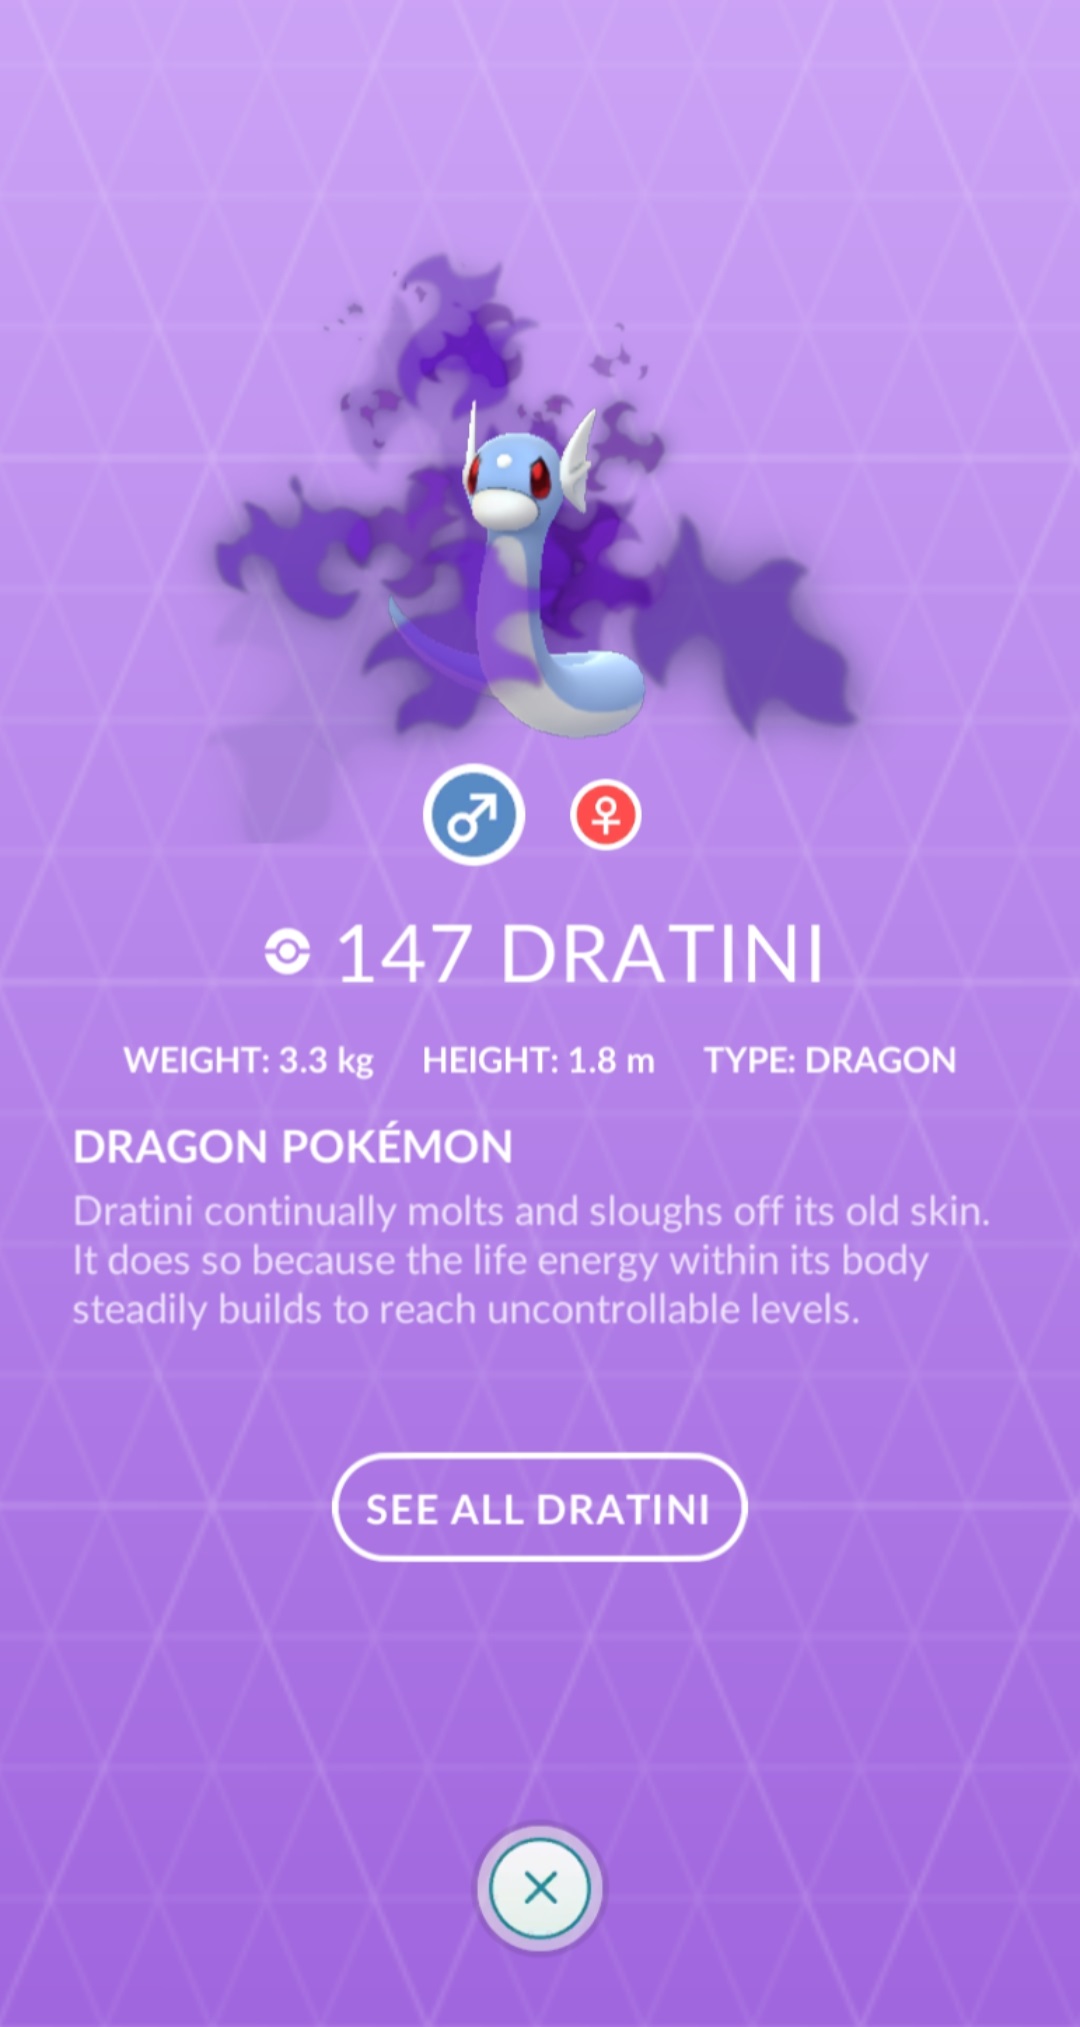 147 DRATINI
WEIGHT: 3.3 kg HEIGHT: 1.8 m TYPE: DRAGON
DRAGON POKÉMON
Dratini continually molts and sloughs off its old skin.
It does so because the life energy within its body
steadily builds to reach uncontrollable levels.
SEE ALL DRATINI